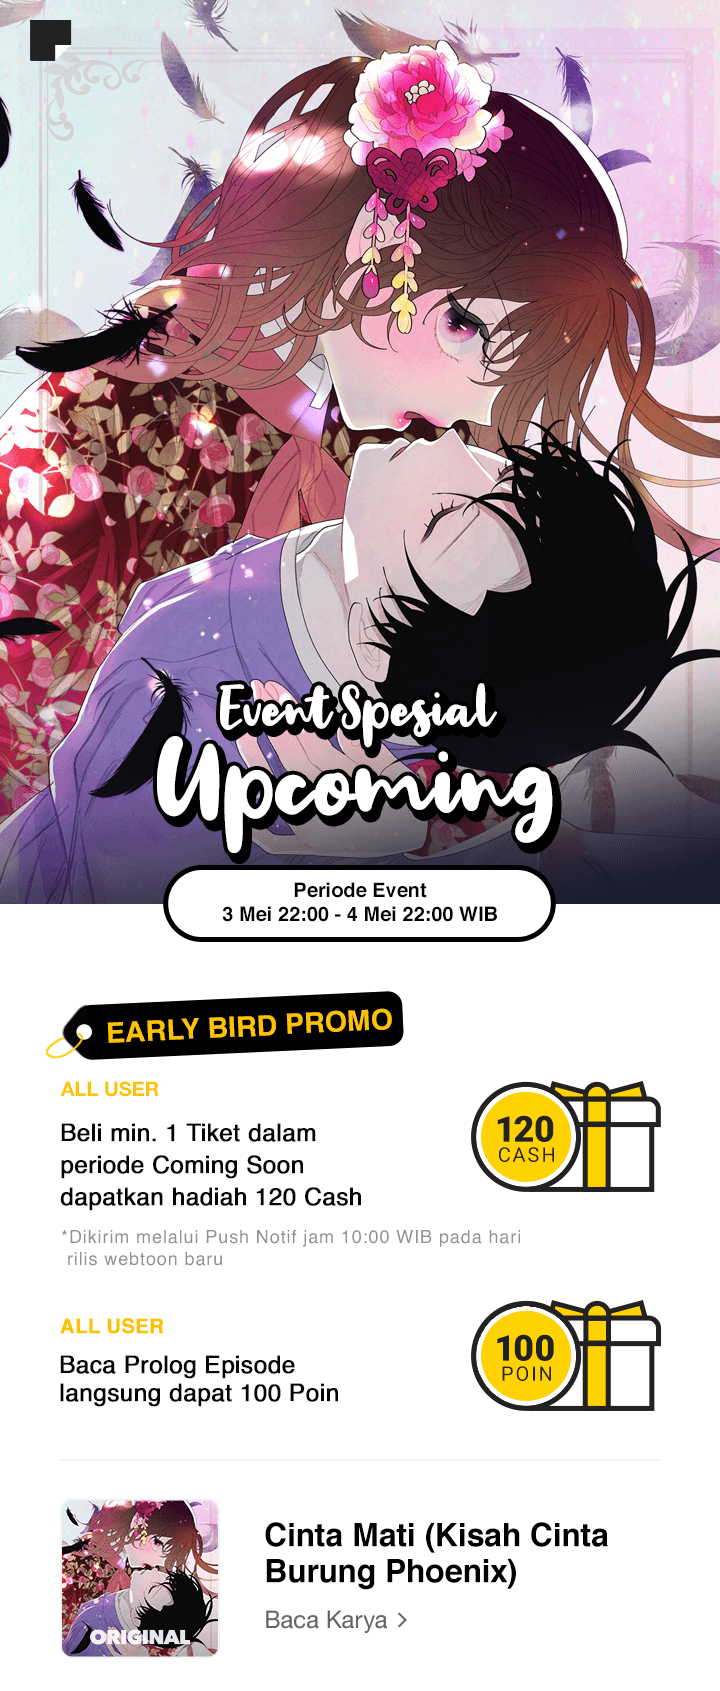 Event Spesial
Upcoming
Periode Event
3 Mei 22:00 - 4 Mei 22:00 WIB
EARLY BIRD PROMO
ALL USER
Beli min. 1 Tiket dalam
periode Coming Soon
dapatkan hadiah 120 Cash
120
CASH
*Dikirim melalui Push Notif jam 10:00 WIB pada hari
rilis webtoon baru
ALL USER
Baca Prolog Episode
langsung dapat 100 Poin
100
POIN
Cinta Mati (Kisah Cinta
Burung Phoenix)
Baca Karya >
ORIGINAL